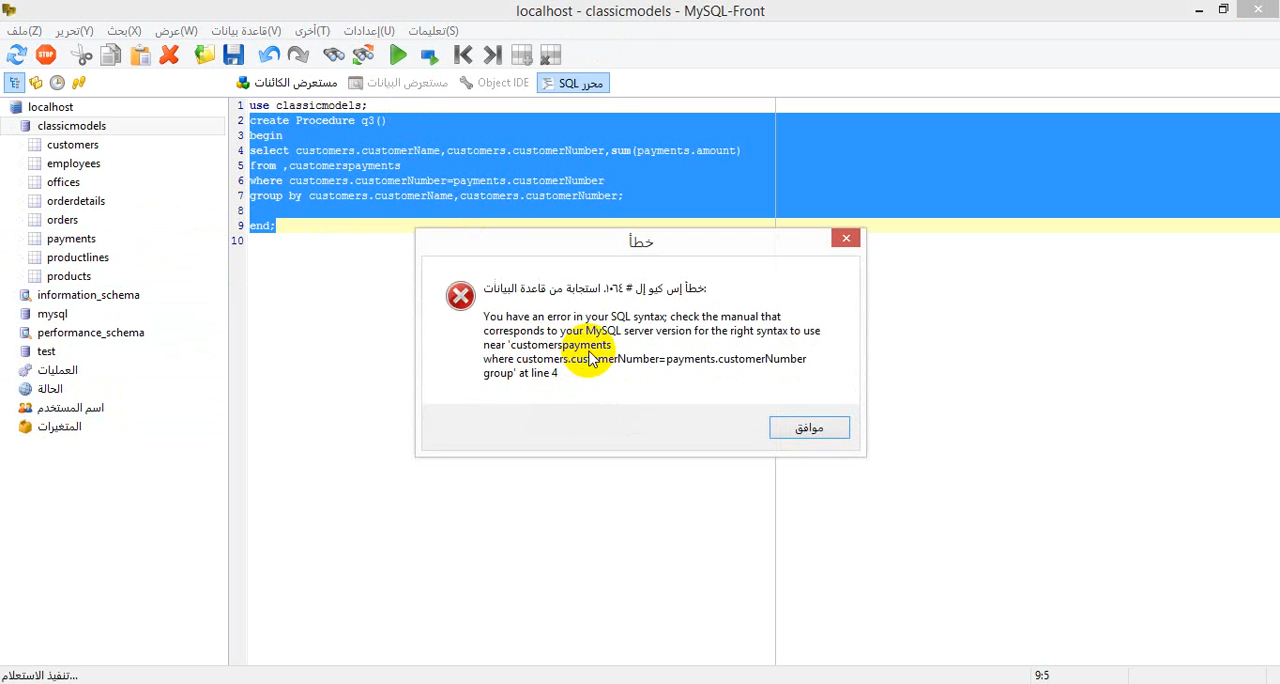 localhost - classicmodels - MySQL-Front
ملف(Z) تحرير(Y) بحث(X) عرض(W) قاعدة بيانات(V) أخرى(T) إعدادات(U) تعليمات(S)
STOP
مستعرض الكائنات مستعرض البيانات Object IDE محرر SQL
localhost
classicmodels
customers
employees
offices
orderdetails
orders
payments
productlines
products
information_schema
mysql
performance_schema
test
العمليات
الحالة
اسم المستخدم
المتغيرات
1 use classicmodels;
2 create Procedure q3()
3 begin
4 select customers.customerName,customers.customerNumber,sum(payments.amount)
5 from ,customerspayments
6 where customers.customerNumber=payments.customerNumber
7 group by customers.customerName,customers.customerNumber;
8
9 end;
10
خطأ
خطأ إس كيو إل # ١٠٦٤، استجابة من قاعدة البيانات:
You have an error in your SQL syntax; check the manual that
corresponds to your MySQL server version for the right syntax to use
near 'customerspayments
where customers.customerNumber=payments.customerNumber
group' at line 4
موافق
تنفيذ الاستعلام...
9:5